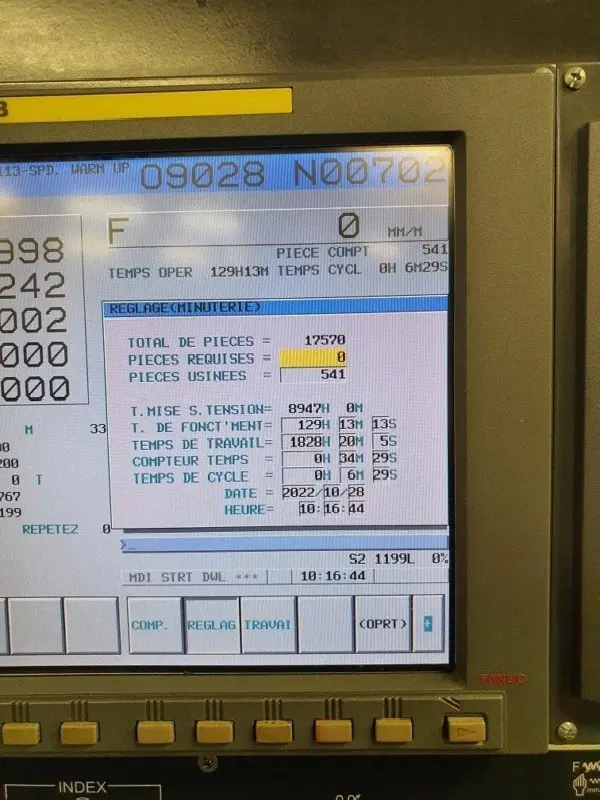 B
113-SPD. WARM UP O9028 N00702
F 0 MM/M
PIECE COMPT 541
TEMPS OPER 129H13M TEMPS CYCL 0H 6M29S
998
242
002
000
000
M 33
00
200
0 T
767
199
REPETEZ 0
REGLAGE(MINUTERIE)
TOTAL DE PIECES = 17570
PIECES REQUISES = 0
PIECES USINEES = 541
T.MISE S.TENSION= 8947H 0M
T. DE FONCT'MENT= 129H 13M 13S
TEMPS DE TRAVAIL= 1828H 20M 5S
COMPTEUR TEMPS = 0H 34M 29S
TEMPS DE CYCLE = 0H 6M 29S
DATE = 2022/10/28
HEURE= 10:16:44
>_
S2 1199L 0%
MDI STRT DWL *** 10:16:44
COMP. REGLAG TRAVAI (OPRT) +
FANUC
INDEX
F